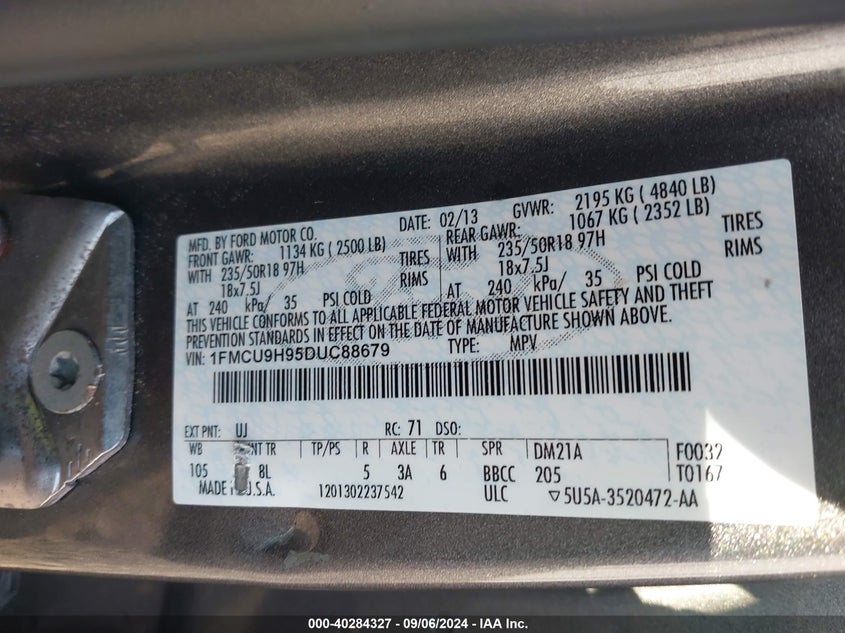 MFD. BY FORD MOTOR CO. DATE: 02/13 GVWR: 2195 KG ( 4840 LB)
FRONT GAWR: 1134 KG ( 2500 LB) REAR GAWR: 1067 KG ( 2352 LB)
WITH 235/50R18 97H TIRES WITH 235/50R18 97H TIRES
18x7.5J RIMS 18x7.5J RIMS
AT 240 kPa/ 35 PSI COLD AT 240 kPa/ 35 PSI COLD
THIS VEHICLE CONFORMS TO ALL APPLICABLE FEDERAL MOTOR VEHICLE SAFETY AND THEFT
PREVENTION STANDARDS IN EFFECT ON THE DATE OF MANUFACTURE SHOWN ABOVE.
VIN: 1FMCU9H95DUC88679 TYPE: MPV
EXT PNT: UJ RC: 71 DSO:
WB TR TP/PS R AXLE TR SPR DM21A F0032
105 8L 5 3A 6 BBCC 205 T0167
MADE U.S.A. 1201302237542 ULC ▽5U5A-3520472-AA
000-40284327 - 09/06/2024 - IAA Inc.